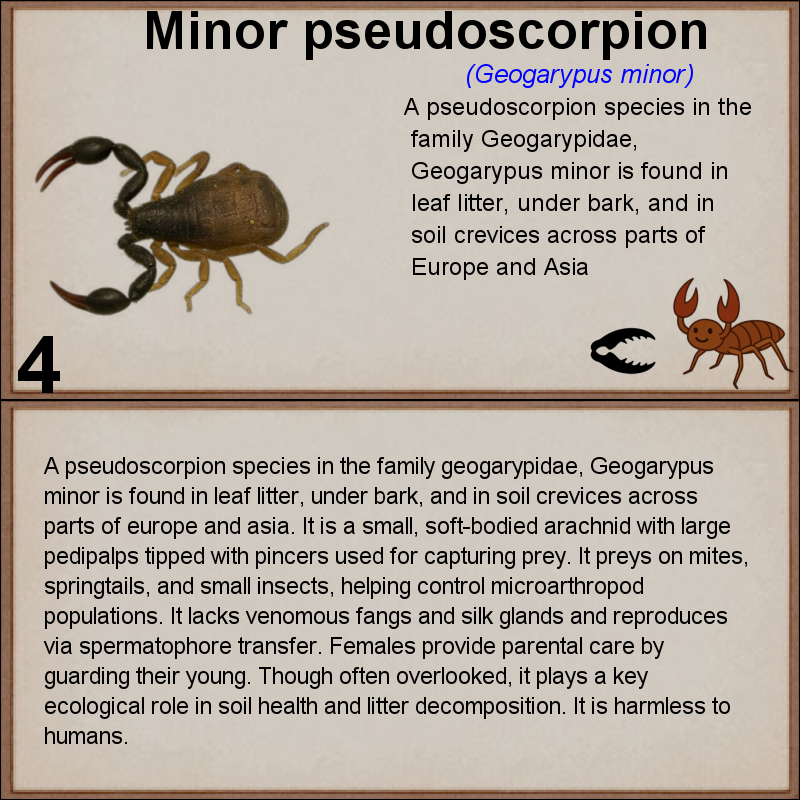 Minor pseudoscorpion
(Geogarypus minor)
A pseudoscorpion species in the
family Geogarypidae,
Geogarypus minor is found in
leaf litter, under bark, and in
soil crevices across parts of
Europe and Asia
4
A pseudoscorpion species in the family geogarypidae, Geogarypus
minor is found in leaf litter, under bark, and in soil crevices across
parts of europe and asia. It is a small, soft-bodied arachnid with large
pedipalps tipped with pincers used for capturing prey. It preys on mites,
springtails, and small insects, helping control microarthropod
populations. It lacks venomous fangs and silk glands and reproduces
via spermatophore transfer. Females provide parental care by
guarding their young. Though often overlooked, it plays a key
ecological role in soil health and litter decomposition. It is harmless to
humans.